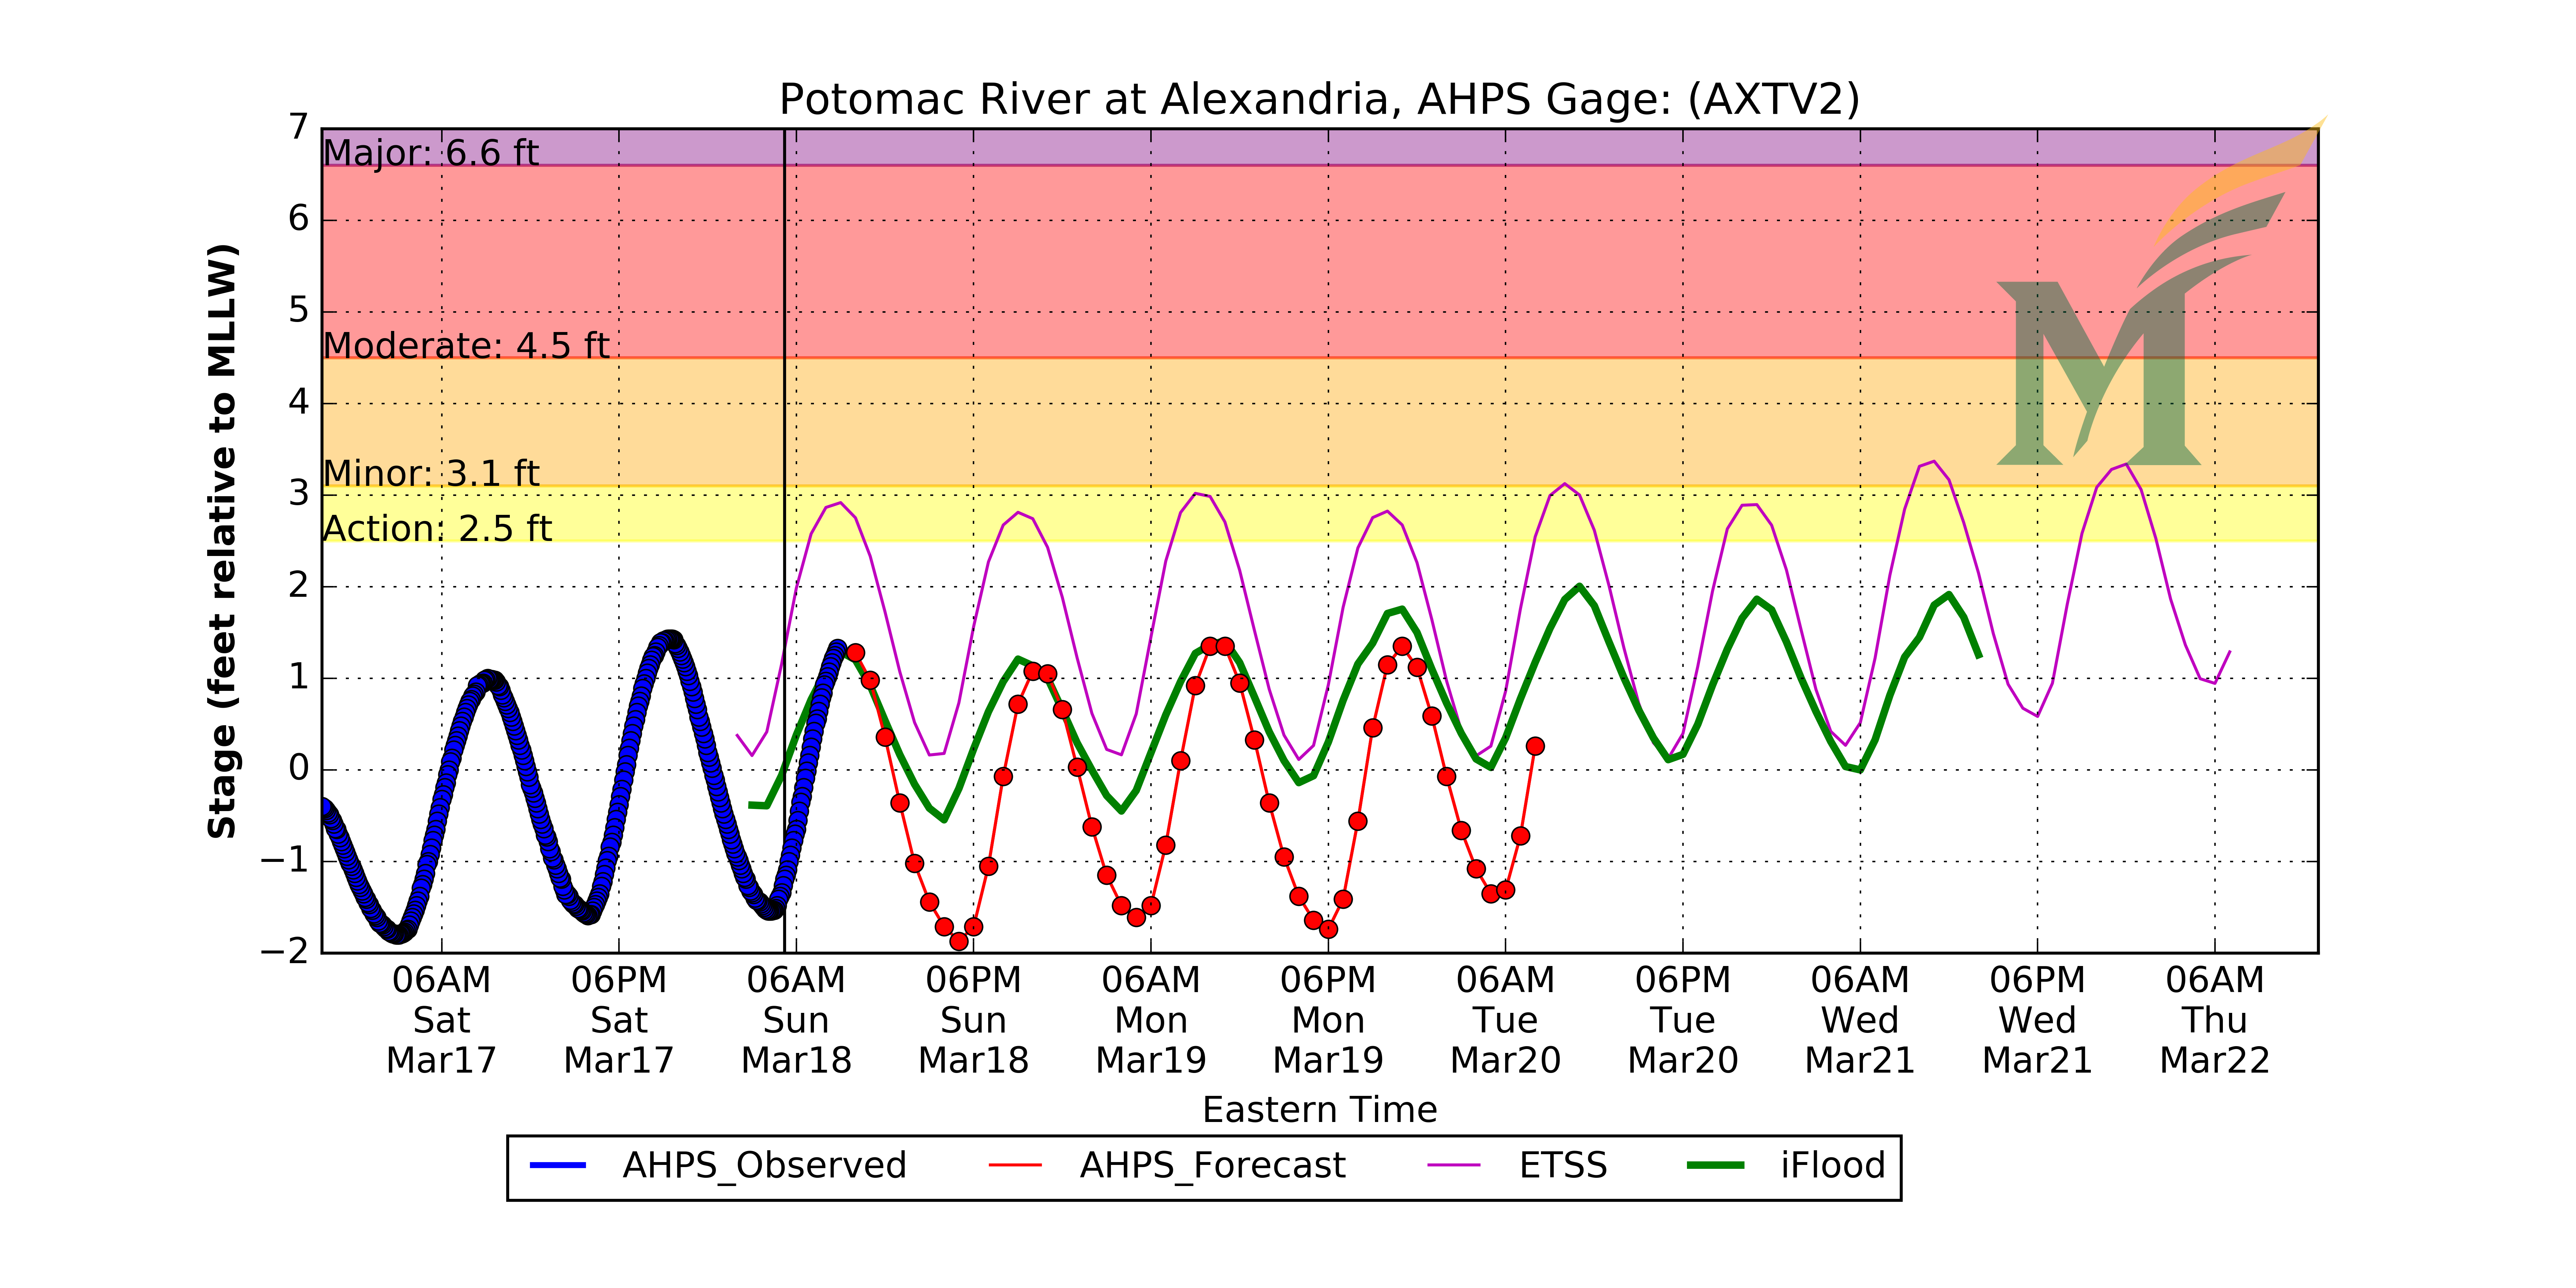 Potomac River at Alexandria, AHPS Gage: (AXTV2)
Stage (feet relative to MLLW)
7
6
5
4
3
2
1
0
−1
−2
Major: 6.6 ft
Moderate: 4.5 ft
Minor: 3.1 ft
Action: 2.5 ft
06AM 06PM 06AM 06PM 06AM 06PM 06AM 06PM 06AM 06PM 06AM
Sat Sat Sun Sun Mon Mon Tue Tue Wed Wed Thu
Mar17 Mar17 Mar18 Mar18 Mar19 Mar19 Mar20 Mar20 Mar21 Mar21 Mar22
Eastern Time
AHPS_Observed AHPS_Forecast ETSS iFlood
M